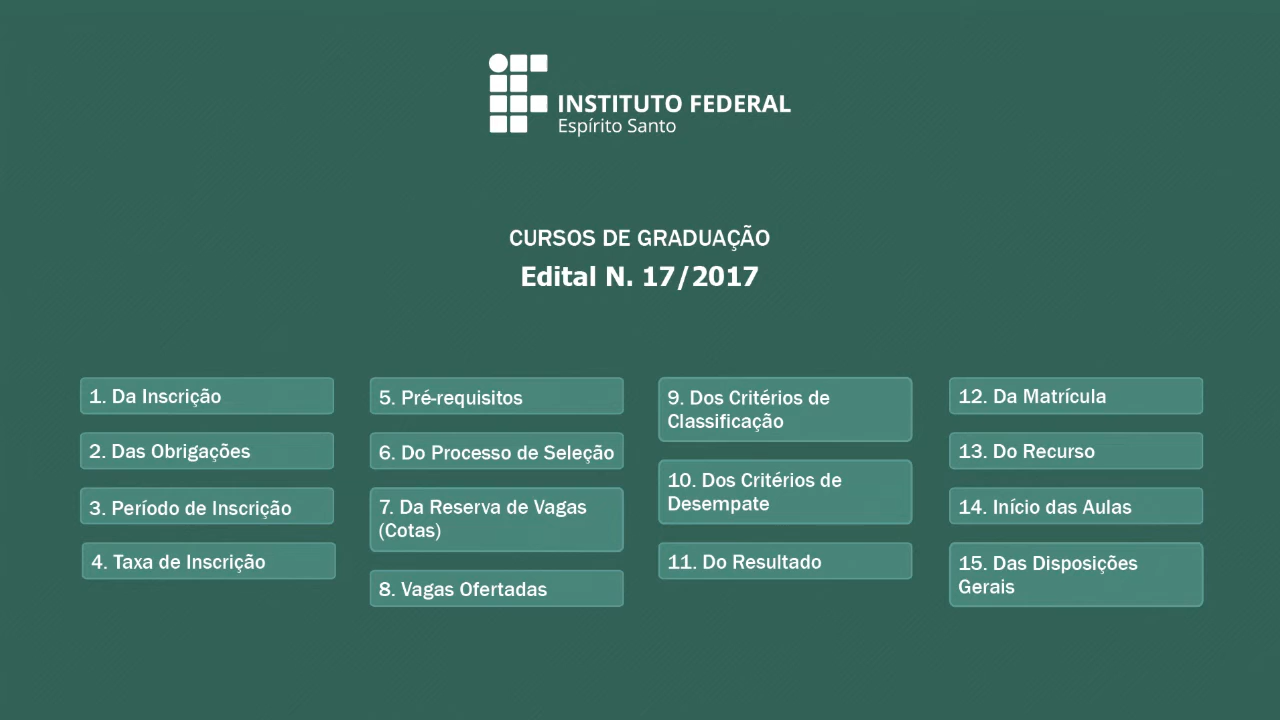 INSTITUTO FEDERAL
Espírito Santo
CURSOS DE GRADUAÇÃO
Edital N. 17/2017
1. Da Inscrição
2. Das Obrigações
3. Período de Inscrição
4. Taxa de Inscrição
5. Pré-requisitos
6. Do Processo de Seleção
7. Da Reserva de Vagas
(Cotas)
8. Vagas Ofertadas
9. Dos Critérios de
Classificação
10. Dos Critérios de
Desempate
11. Do Resultado
12. Da Matrícula
13. Do Recurso
14. Início das Aulas
15. Das Disposições
Gerais